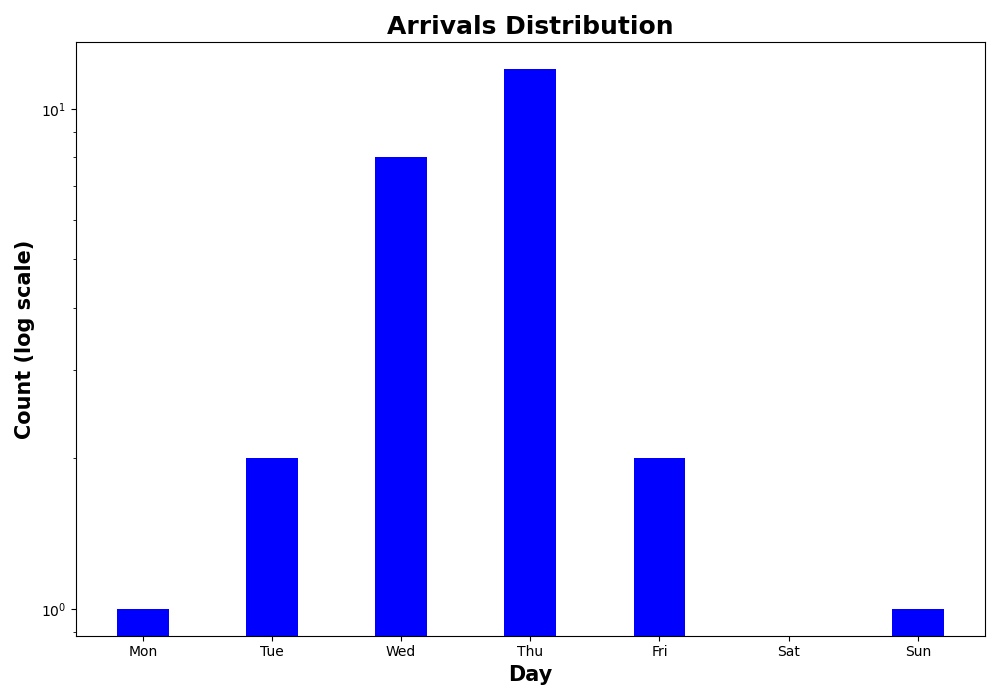 Arrivals Distribution
Count (log scale)
10¹
10⁰
Mon Tue Wed Thu Fri Sat Sun
Day